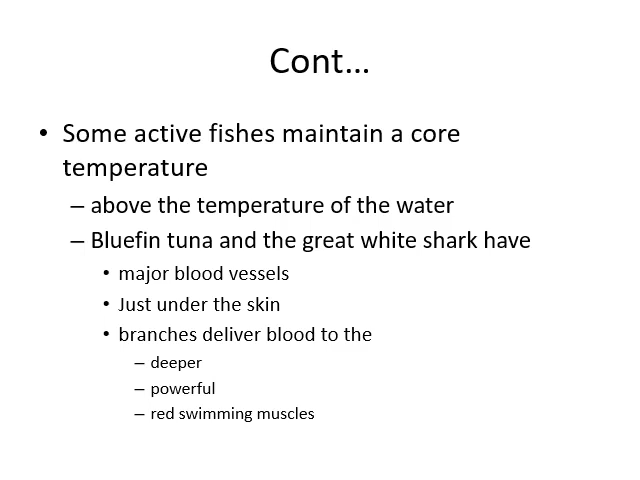 Cont…
• Some active fishes maintain a core
temperature
– above the temperature of the water
– Bluefin tuna and the great white shark have
• major blood vessels
• Just under the skin
• branches deliver blood to the
– deeper
– powerful
– red swimming muscles